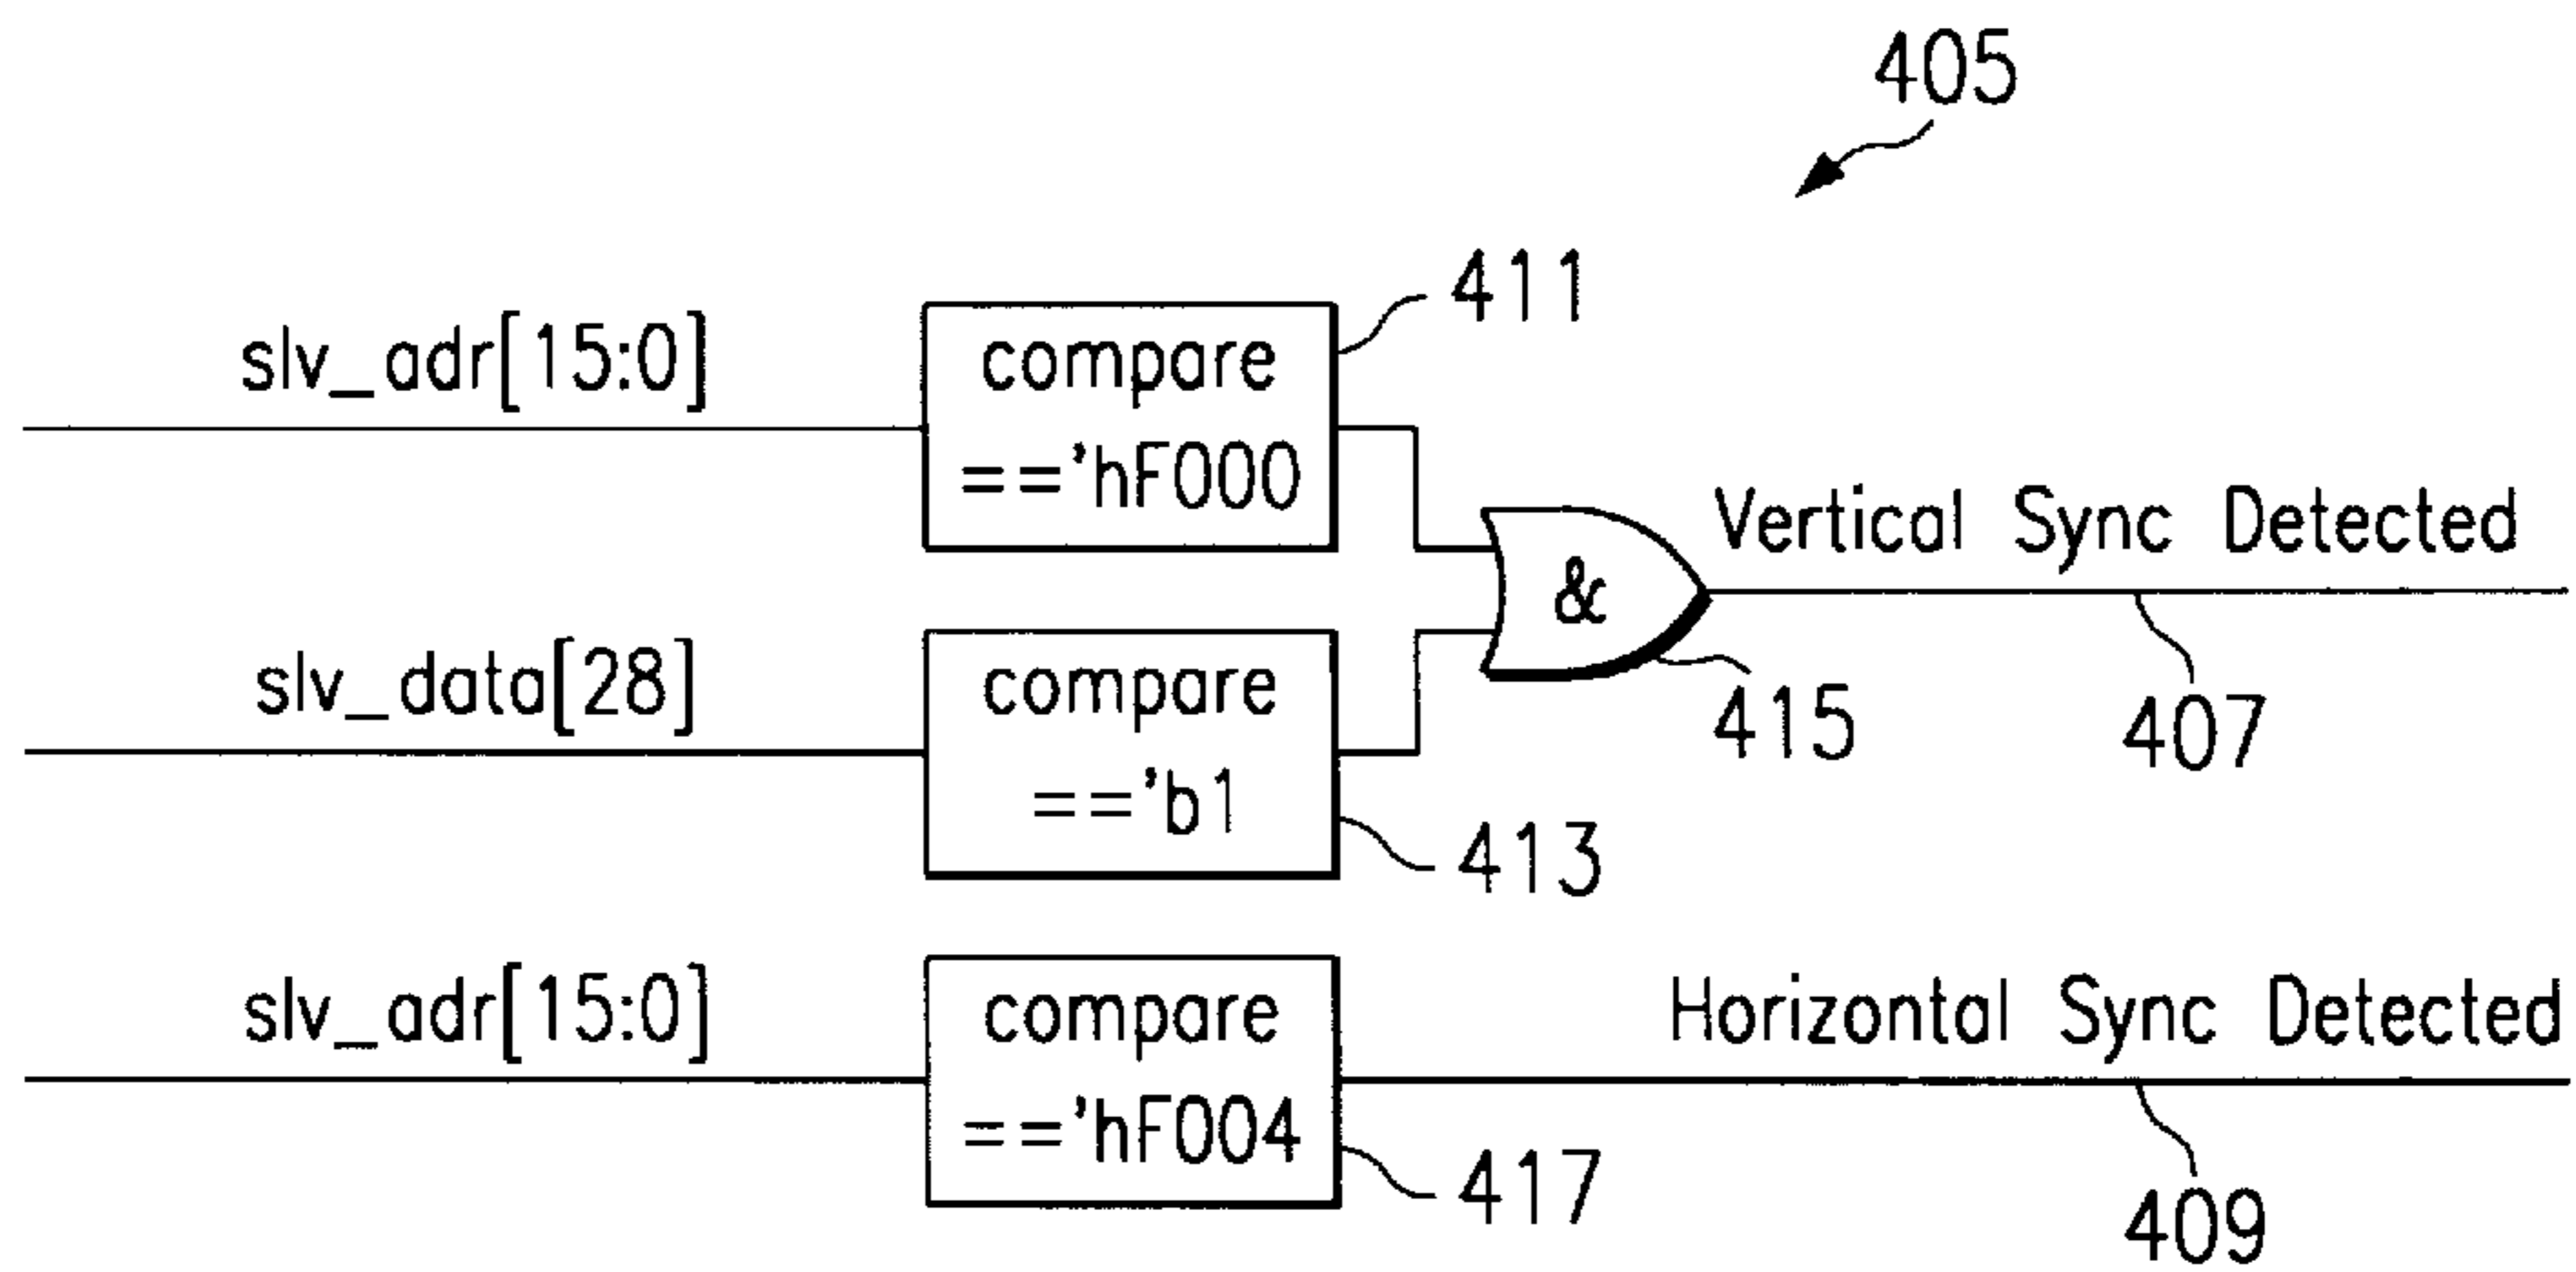 405
411
slv_adr[15:0]
compare
=='hF000
Vertical Sync Detected
&
slv_data[28]
compare
=='b1
415
407
413
slv_adr[15:0]
compare
=='hF004
Horizontal Sync Detected
417
409